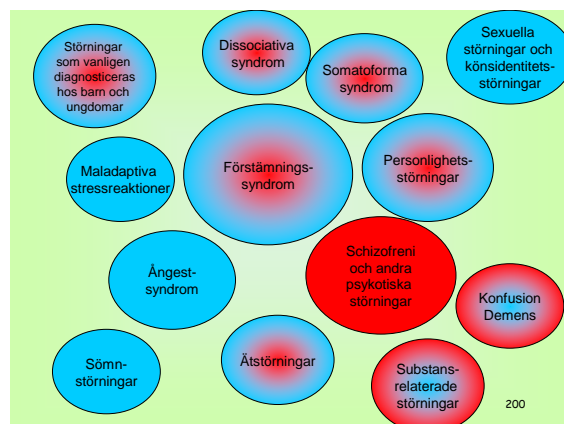 Störningar
som vanligen
diagnosticeras
hos barn och
ungdomar
Dissociativa
syndrom
Somatoforma
syndrom
Sexuella
störningar och
könsidentitets-
störningar
Maladaptiva
stressreaktioner
Förstämnings-
syndrom
Personlighets-
störningar
Ångest-
syndrom
Schizofreni
och andra
psykotiska
störningar
Konfusion
Demens
Sömn-
störningar
Ätstörningar
Substans-
relaterade
störningar
200